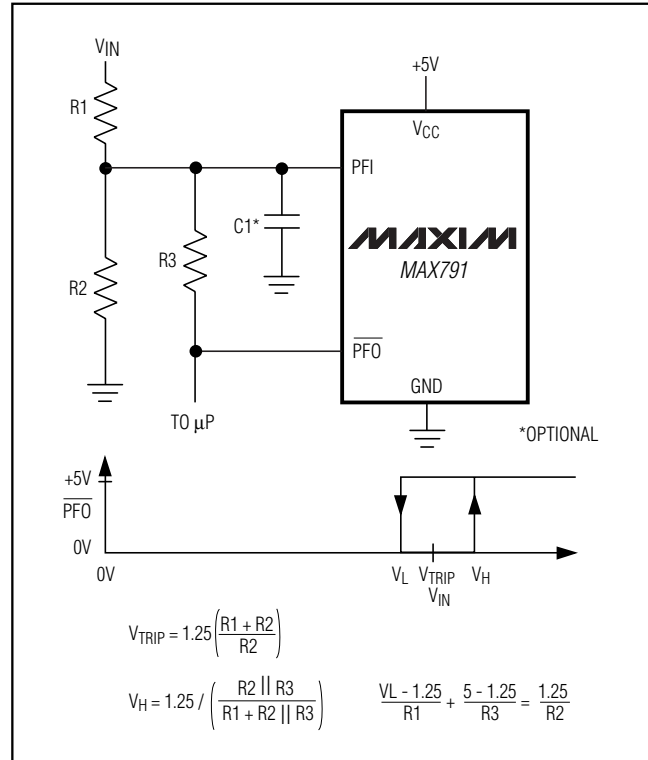 VIN
R1
+5V
VCC
PFI
C1*
MAXIM
MAX791
R3
R2
PFO
GND
TO μP
*OPTIONAL
+5V
PFO
0V
0V
VL VTRIP VH
VIN
VTRIP = 1.25 (R1 + R2 / R2)
VH = 1.25 / (R2 || R3 / R1 + R2 || R3) VL - 1.25 / R1 + 5 - 1.25 / R3 = 1.25 / R2